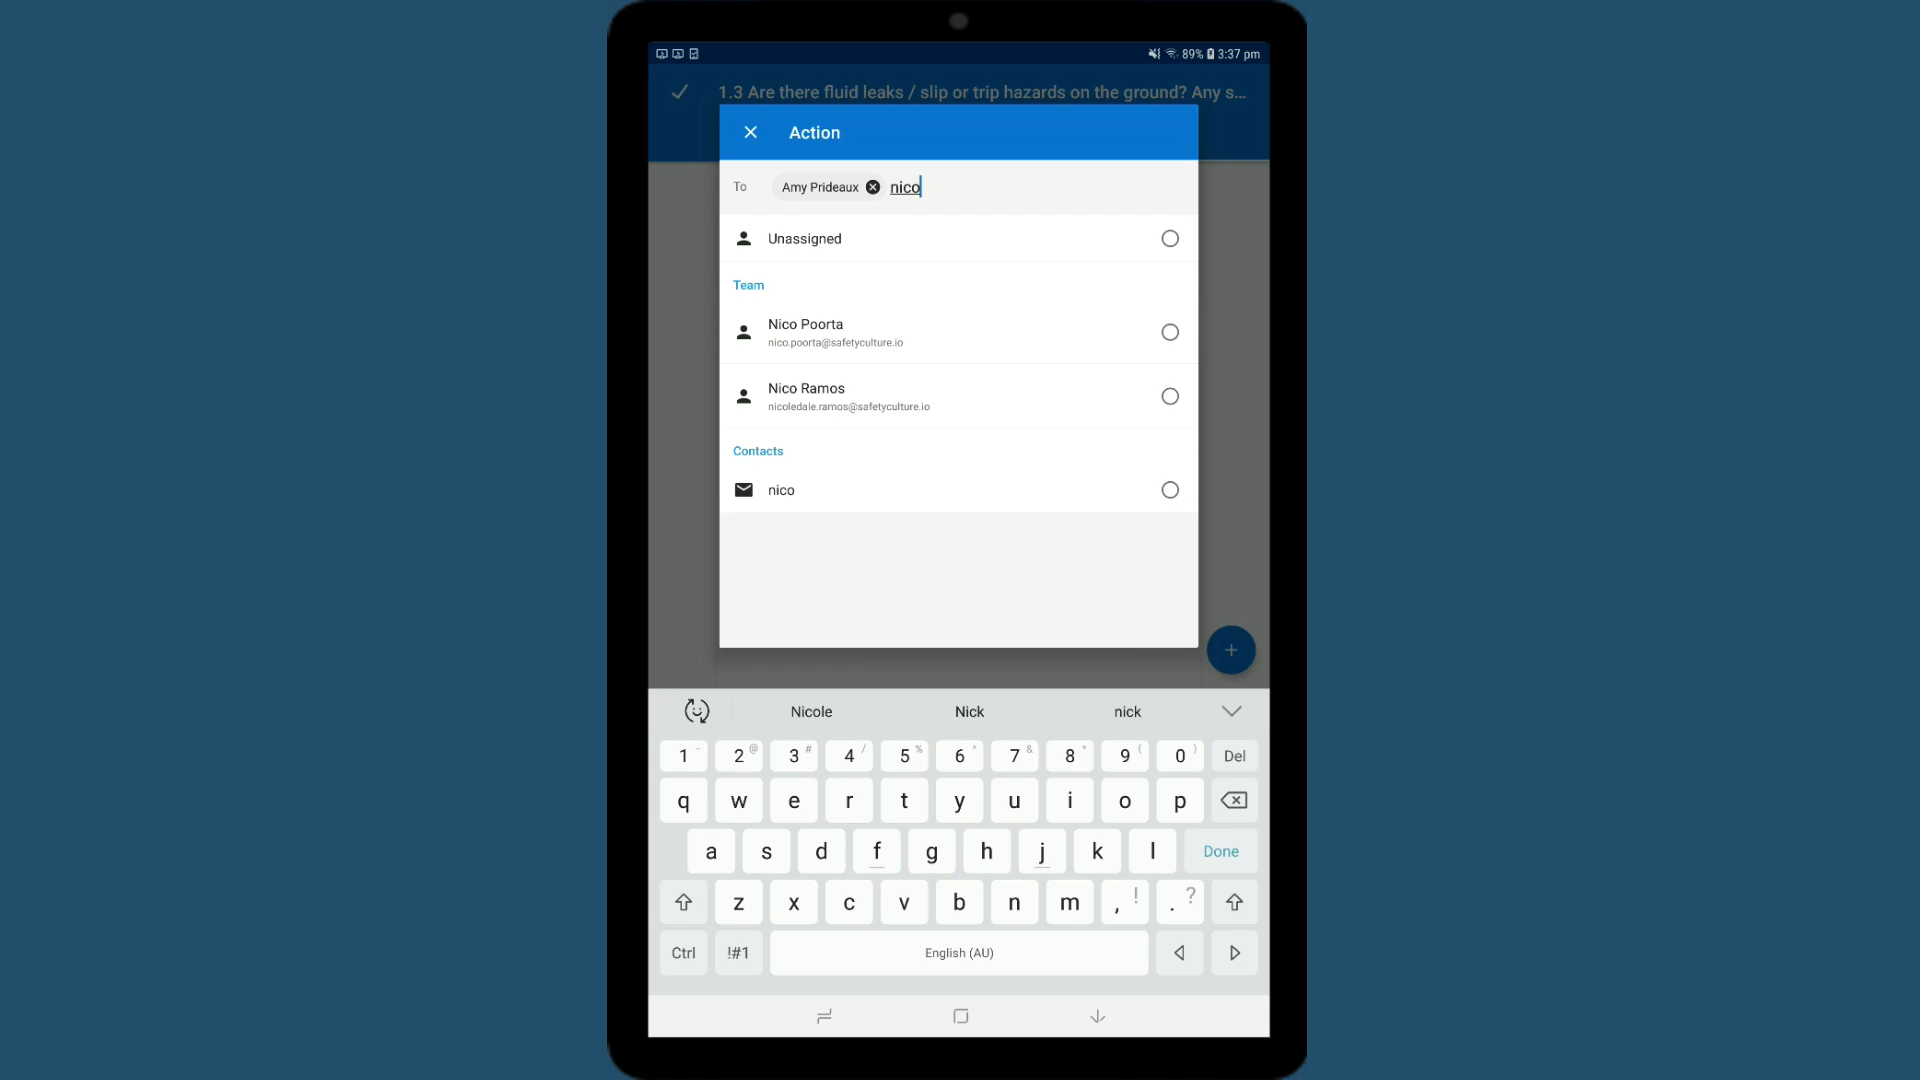 89% 3:37 pm
1.3 Are there fluid leaks / slip or trip hazards on the ground? Any s...
Action
To Amy Prideaux nico
Unassigned
Team
Nico Poorta
nico.poorta@safetyculture.io
Nico Ramos
nicoledale.ramos@safetyculture.io
Contacts
nico
Nicole Nick nick
1 - 2 @ 3 # 4 / 5 % 6 ^ 7 & 8 * 9 ( 0 ) Del
q w e r t y u i o p
a s d f g h j k l Done
z x c v b n m , ! . ?
Ctrl !#1 English (AU)